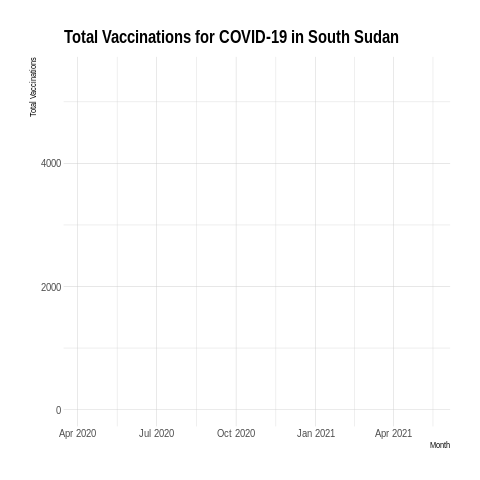 Total Vaccinations for COVID-19 in South Sudan
Total Vaccinations
4000
2000
0
Apr 2020 Jul 2020 Oct 2020 Jan 2021 Apr 2021
Month